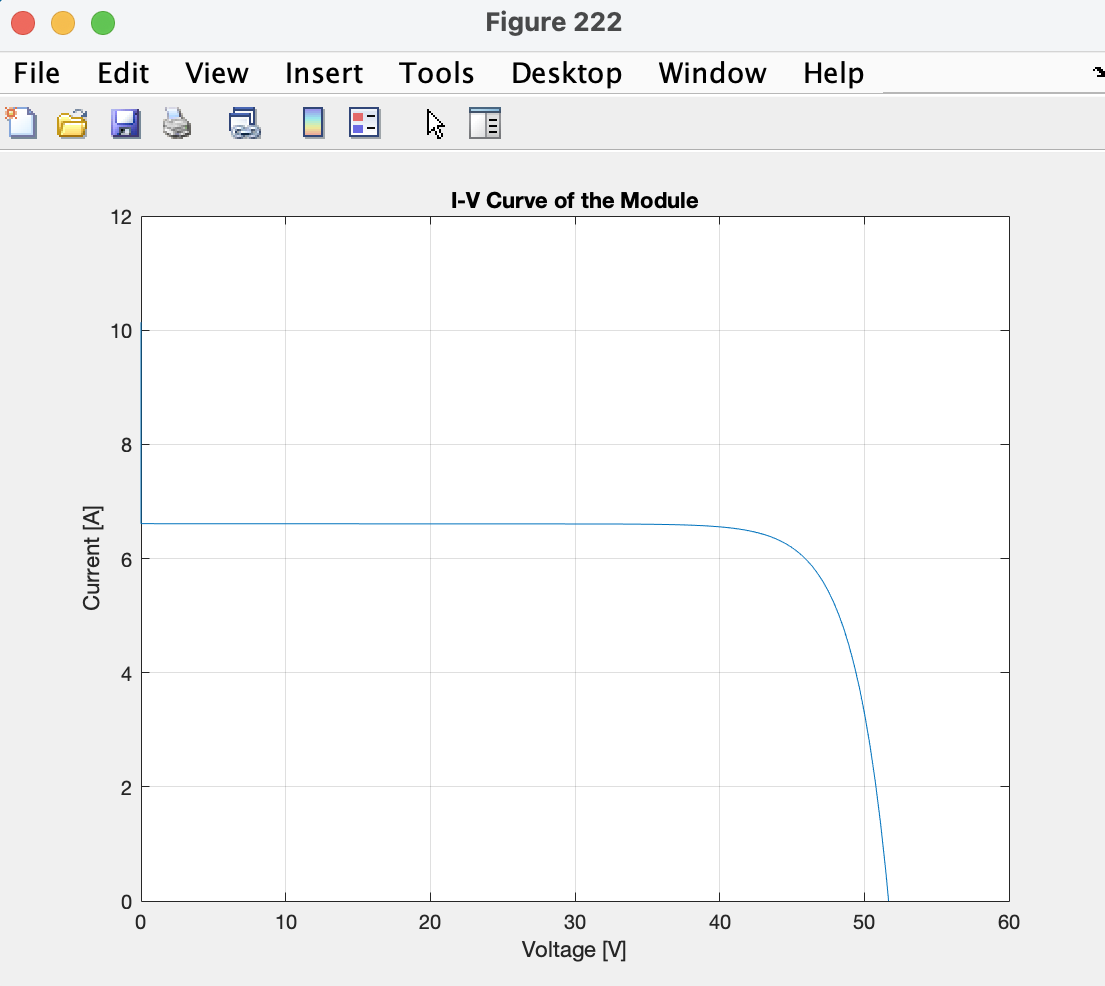 Figure 222
File Edit View Insert Tools Desktop Window Help
I-V Curve of the Module
12
10
8
6
4
2
0
Current [A]
0 10 20 30 40 50 60
Voltage [V]